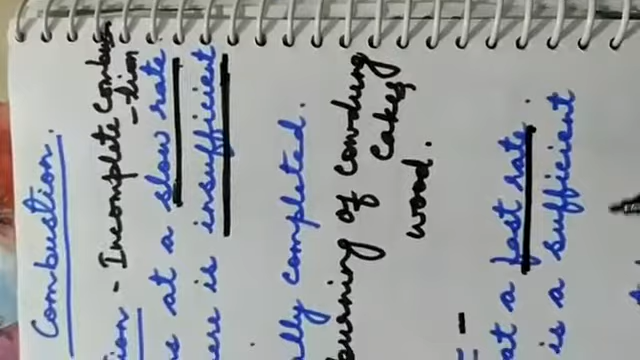 Combustion.
- Incomplete Combus
-tion
at a slow rate
is insufficient
completed.
burning of cowdung
cakes,
wood.
at a fast rate.
is a sufficient